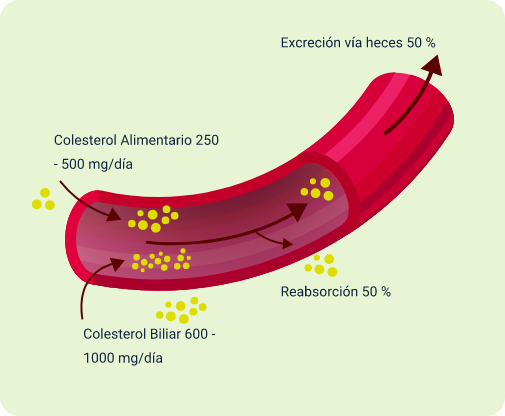 Excreción vía heces 50 %
Colesterol Alimentario 250
- 500 mg/día
Reabsorción 50 %
Colesterol Biliar 600 -
1000 mg/día